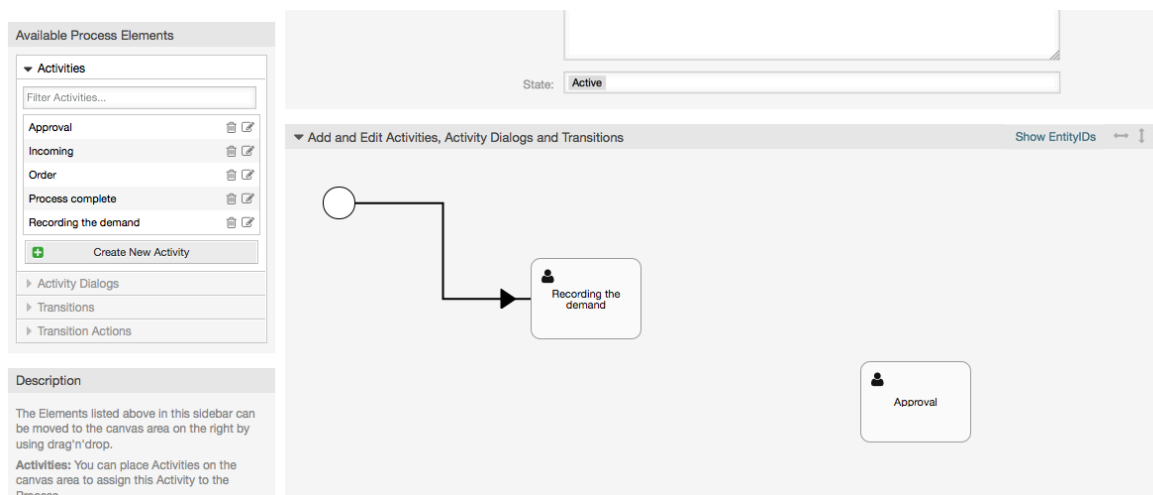 Available Process Elements
Activities
Filter Activities...
Approval
Incoming
Order
Process complete
Recording the demand
Create New Activity
Activity Dialogs
Transitions
Transition Actions
Description
The Elements listed above in this sidebar can
be moved to the canvas area on the right by
using drag'n'drop.
Activities: You can place Activities on the
canvas area to assign this Activity to the
Process
State: Active
Add and Edit Activities, Activity Dialogs and Transitions Show EntityIDs
Recording the
demand
Approval